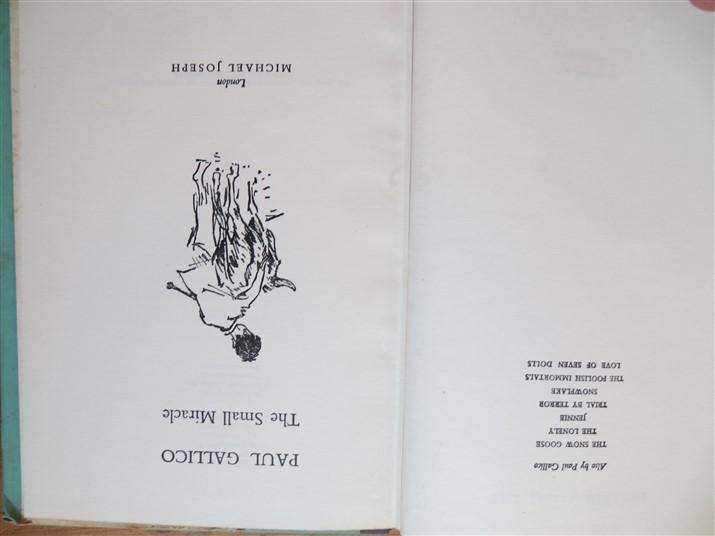 Also by Paul Gallico
THE SNOW GOOSE
THE LONELY
JENNIE
TRIAL BY TERROR
SNOWFLAKE
THE FOOLISH IMMORTALS
LOVE OF SEVEN DOLLS
PAUL GALLICO
The Small Miracle
London
MICHAEL JOSEPH